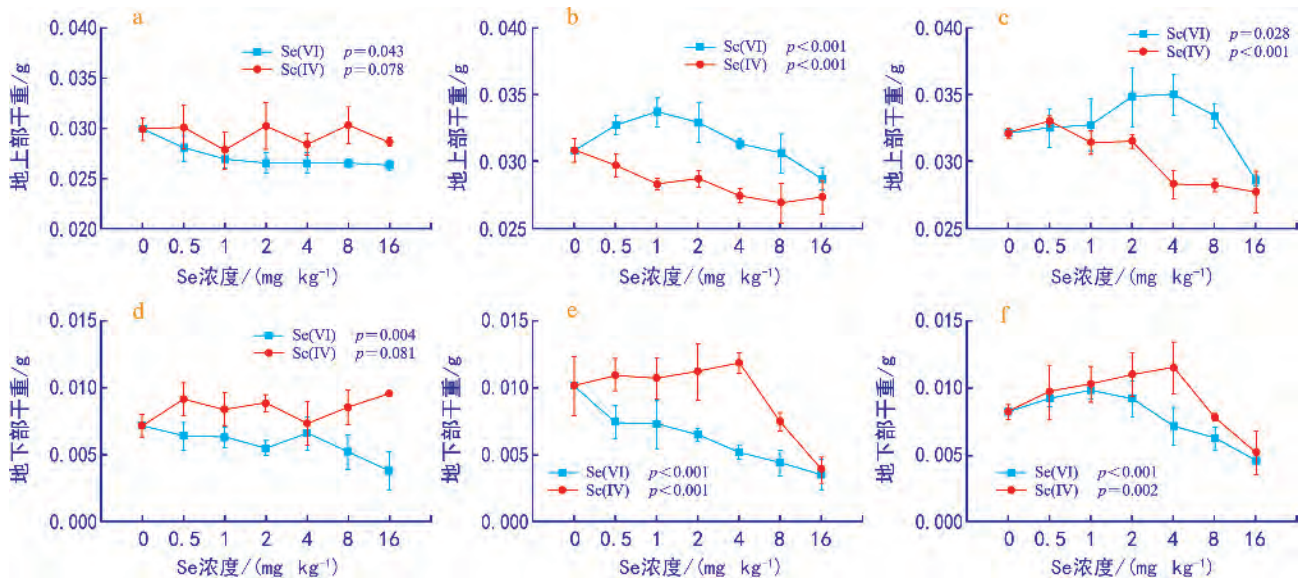 a
Se(VI) p=0.043
Se(IV) p=0.078
地上部干重/g
0.040
0.035
0.030
0.025
0.020
0 0.5 1 2 4 8 16
Se浓度/(mg kg⁻¹)
b
Se(VI) p<0.001
Se(IV) p<0.001
地上部干重/g
0.040
0.035
0.030
0.025
0 0.5 1 2 4 8 16
Se浓度/(mg kg⁻¹)
c
Se(VI) p=0.028
Se(IV) p<0.001
地上部干重/g
0.040
0.035
0.030
0.025
0 0.5 1 2 4 8 16
Se浓度/(mg kg⁻¹)
d
Se(VI) p=0.004
Se(IV) p=0.081
地下部干重/g
0.015
0.010
0.005
0.000
0 0.5 1 2 4 8 16
Se浓度/(mg kg⁻¹)
e
地下部干重/g
0.015
0.010
0.005
0.000
Se(VI) p<0.001
Se(IV) p<0.001
0 0.5 1 2 4 8 16
Se浓度/(mg kg⁻¹)
f
地下部干重/g
0.015
0.010
0.005
0.000
Se(VI) p<0.001
Se(IV) p=0.002
0 0.5 1 2 4 8 16
Se浓度/(mg kg⁻¹)